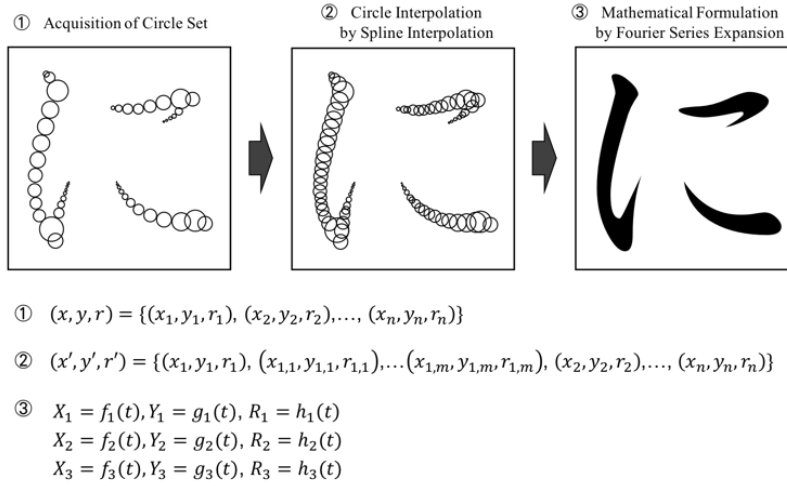 ① Acquisition of Circle Set
② Circle Interpolation
by Spline Interpolation
③ Mathematical Formulation
by Fourier Series Expansion
に
① (x, y, r) = {(x₁, y₁, r₁), (x₂, y₂, r₂),…, (xₙ, yₙ, rₙ)}
② (x′, y′, r′) = {(x₁, y₁, r₁), (x₁,₁, y₁,₁, r₁,₁),…(x₁,ₘ, y₁,ₘ, r₁,ₘ), (x₂, y₂, r₂),…, (xₙ, yₙ, rₙ)}
③ X₁ = f₁(t), Y₁ = g₁(t), R₁ = h₁(t)
X₂ = f₂(t), Y₂ = g₂(t), R₂ = h₂(t)
X₃ = f₃(t), Y₃ = g₃(t), R₃ = h₃(t)